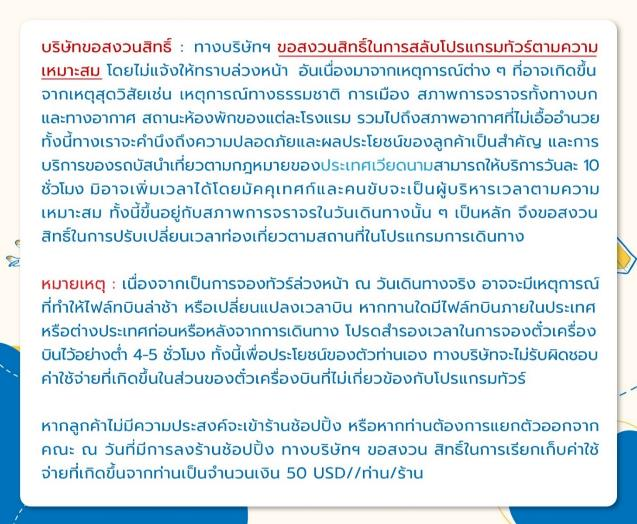 บริษัทขอสงวนสิทธิ์ : ทางบริษัทฯ ขอสงวนสิทธิ์ในการสลับโปรแกรมทัวร์ตามความ
เหมาะสม โดยไม่แจ้งให้ทราบล่วงหน้า อันเนื่องมาจากเหตุการณ์ต่าง ๆ ที่อาจเกิดขึ้น
จากเหตุสุดวิสัยเช่น เหตุการณ์ทางธรรมชาติ การเมือง สภาพการจราจรทั้งทางบก
และทางอากาศ สถานะห้องพักของแต่ละโรงแรม รวมไปถึงสภาพอากาศที่ไม่เอื้ออำนวย
ทั้งนี้ทางเราจะคำนึงถึงความปลอดภัยและผลประโยชน์ของลูกค้าเป็นสำคัญ และการ
บริการของรถบัสนำเที่ยวตามกฎหมายของประเทศเวียดนามสามารถให้บริการวันละ 10
ชั่วโมง มิอาจเพิ่มเวลาได้โดยมัคคุเทศก์และคนขับจะเป็นผู้บริหารเวลาตามความ
เหมาะสม ทั้งนี้ขึ้นอยู่กับสภาพการจราจรในวันเดินทางนั้น ๆ เป็นหลัก จึงขอสงวน
สิทธิ์ในการปรับเปลี่ยนเวลาท่องเที่ยวตามสถานที่ในโปรแกรมการเดินทาง
หมายเหตุ : เนื่องจากเป็นการจองทัวร์ล่วงหน้า ณ วันเดินทางจริง อาจจะมีเหตุการณ์
ที่ทำให้ไฟล์ทบินล่าช้า หรือเปลี่ยนแปลงเวลาบิน หากทานใดมีไฟล์ทบินภายในประเทศ
หรือต่างประเทศก่อนหรือหลังจากการเดินทาง โปรดสำรองเวลาในการจองตั๋วเครื่อง
บินไว้อย่างต่ำ 4-5 ชั่วโมง ทั้งนี้เพื่อประโยชน์ของตัวท่านเอง ทางบริษัทจะไม่รับผิดชอบ
ค่าใช้จ่ายที่เกิดขึ้นในส่วนของตั๋วเครื่องบินที่ไม่เกี่ยวข้องกับโปรแกรมทัวร์
หากลูกค้าไม่มีความประสงค์จะเข้าร้านช้อปปิ้ง หรือหากท่านต้องการแยกตัวออกจาก
คณะ ณ วันที่มีการลงร้านช้อปปิ้ง ทางบริษัทฯ ขอสงวน สิทธิ์ในการเรียกเก็บค่าใช้
จ่ายที่เกิดขึ้นจากท่านเป็นจำนวนเงิน 50 USD//ท่าน/ร้าน